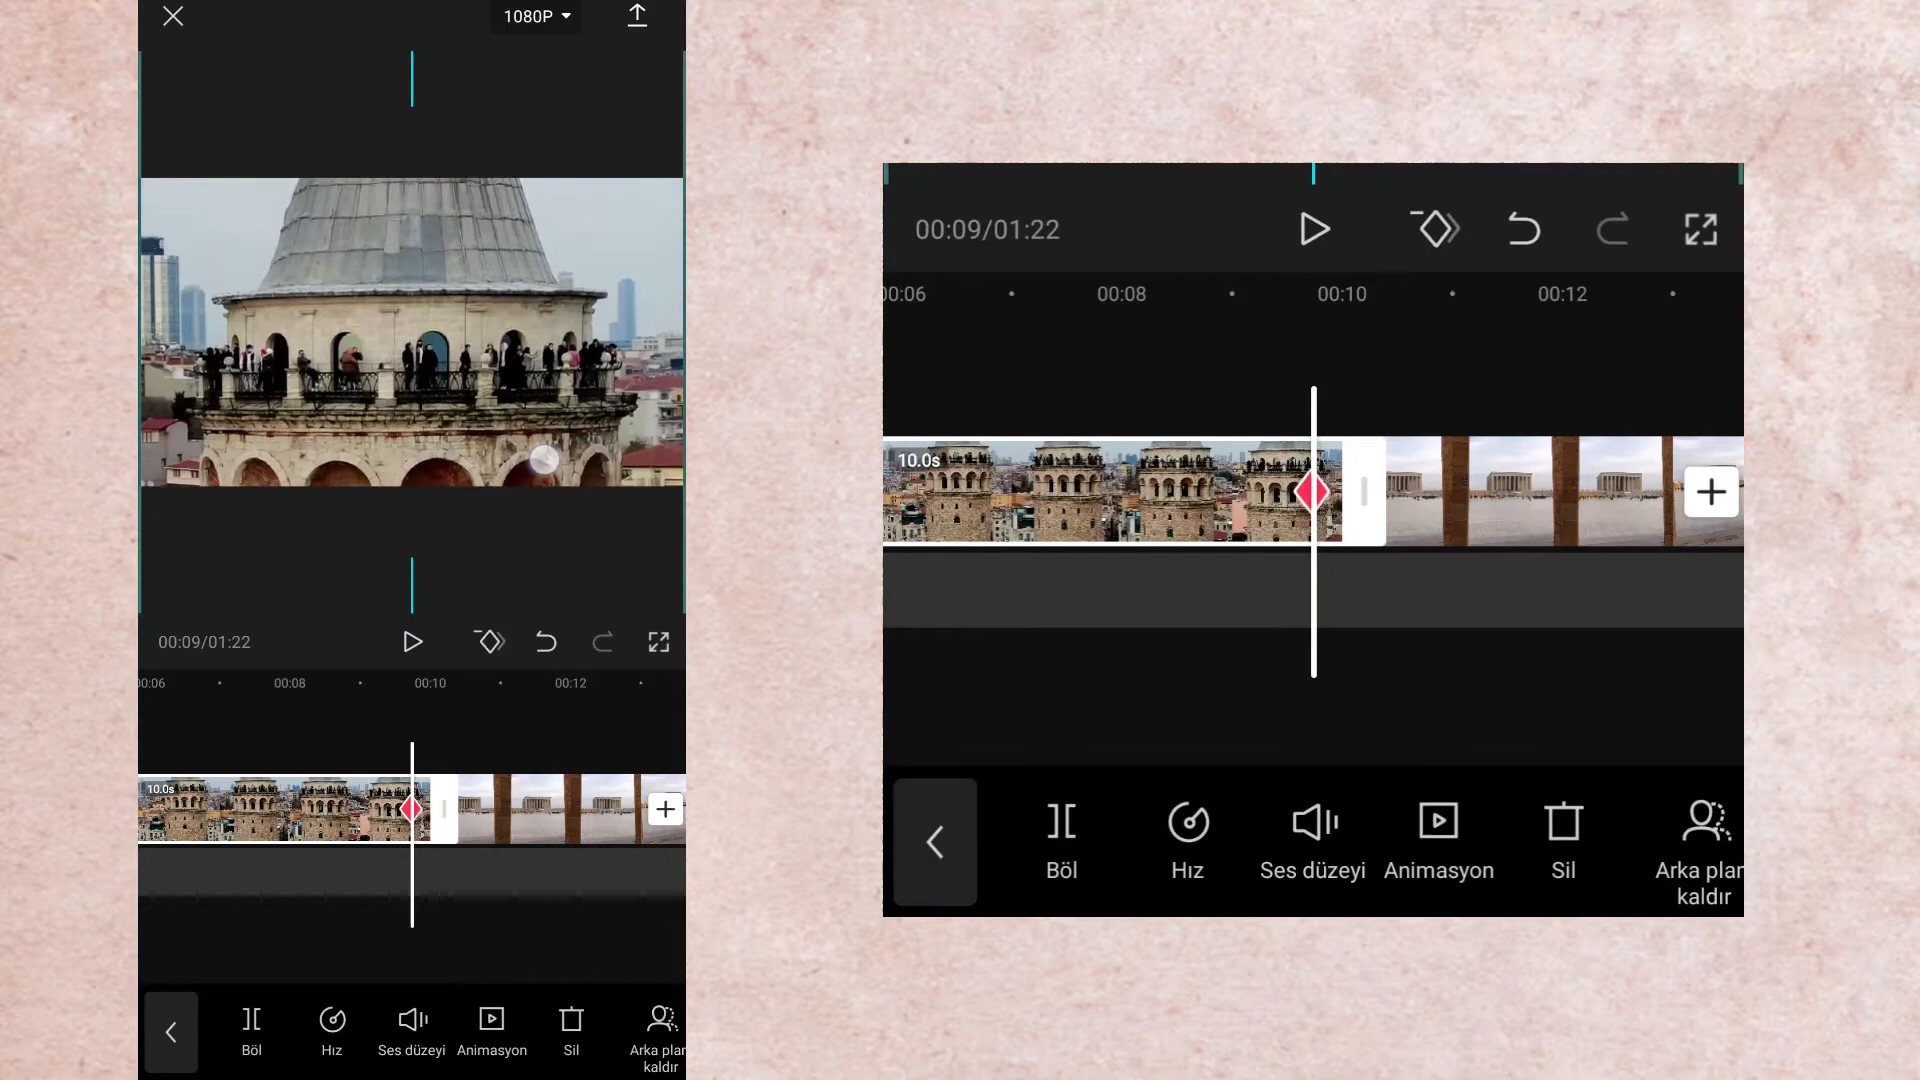 1080P
00:09/01:22
00:06
00:08
00:10
00:12
10.0s
Böl
Hız
Ses düzeyi
Animasyon
Sil
Arka plan
kaldır
00:09/01:22
00:06
00:08
00:10
00:12
10.0s
Böl
Hız
Ses düzeyi
Animasyon
Sil
Arka plan
kaldır